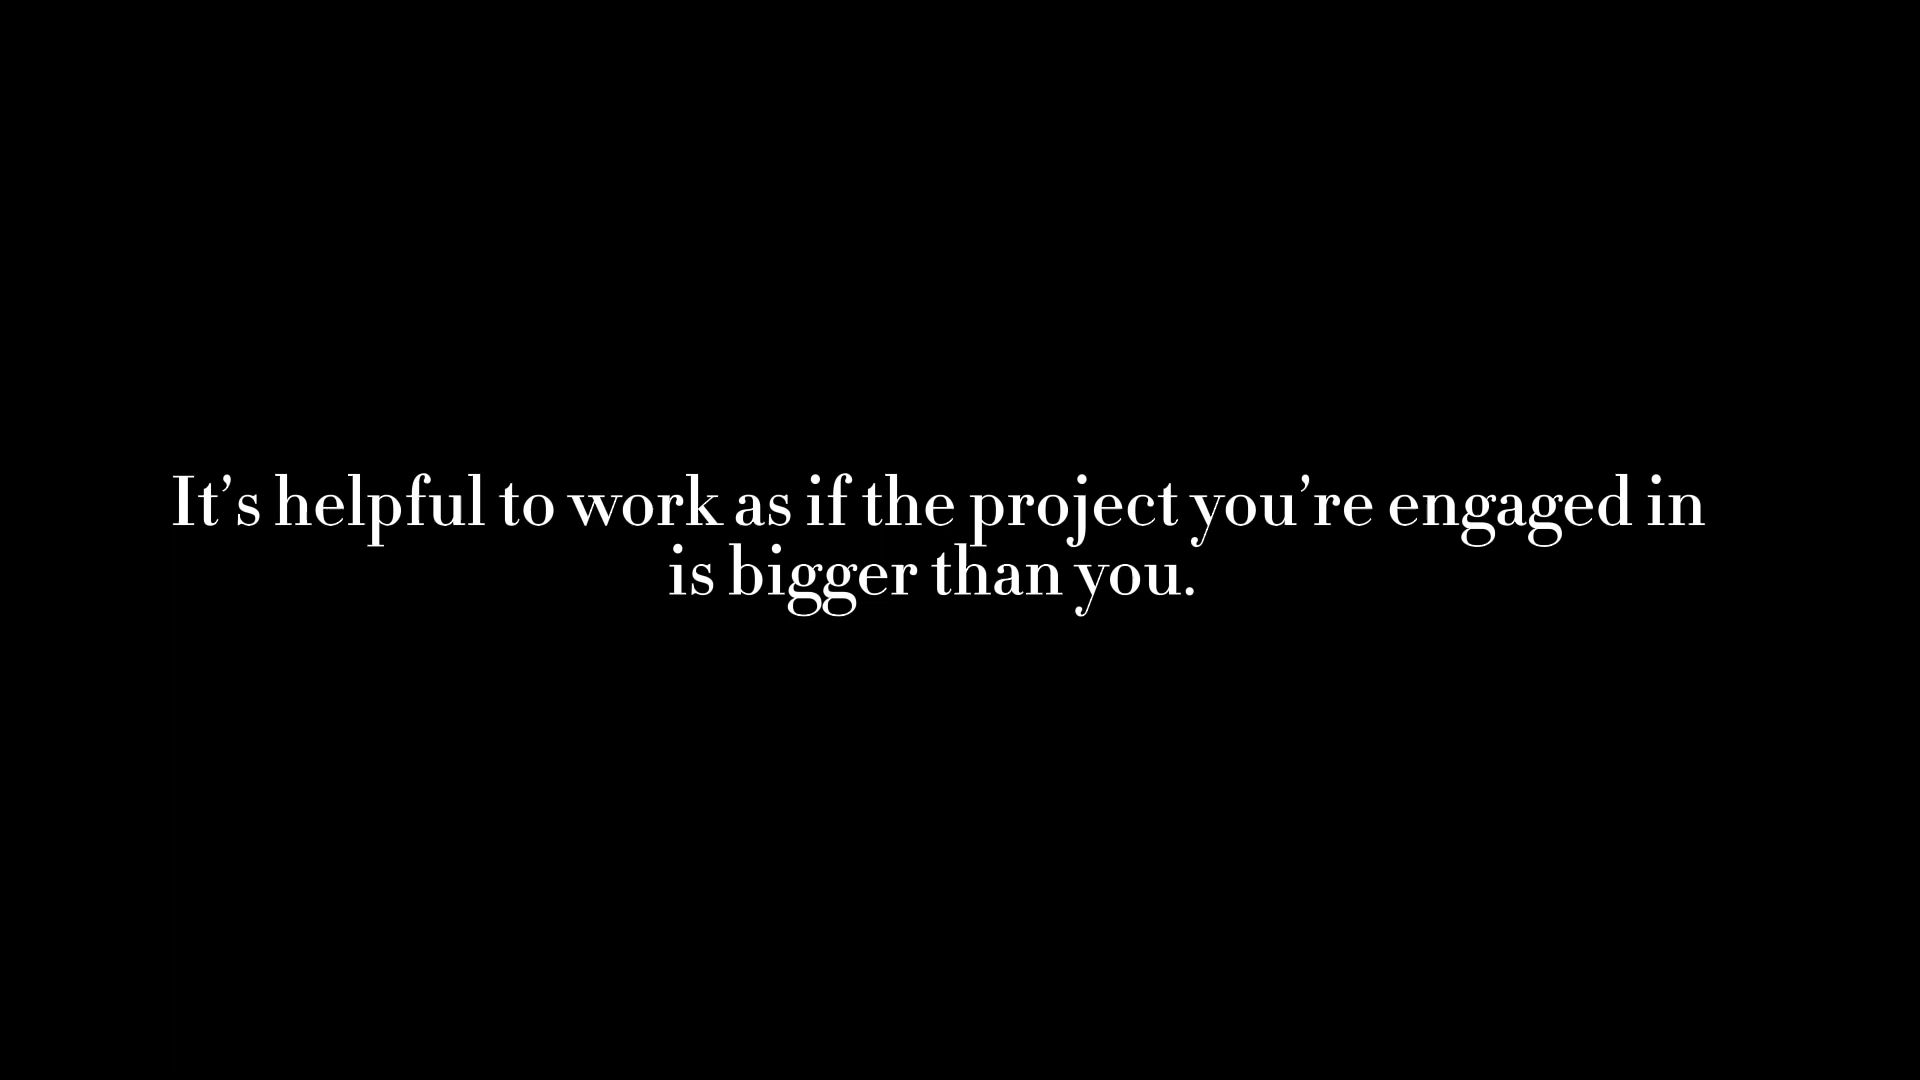 It’s helpful to work as if the project you’re engaged in
is bigger than you.